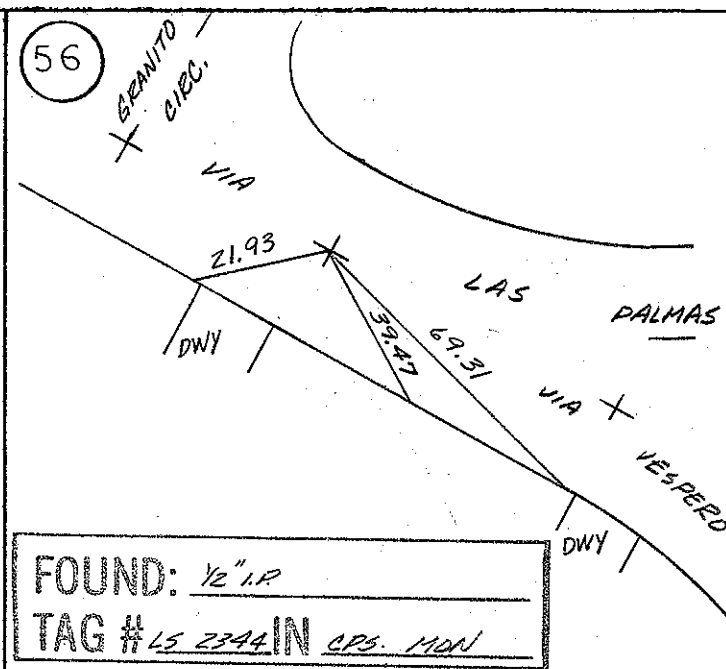 56
GRANITO
CIRC.
VIA
21.93
LAS
PALMAS
39.47
69.31
DWY
VIA
VESPERO
DWY
FOUND: 1/2" I.P.
TAG # LS 2344 IN CPS. MON